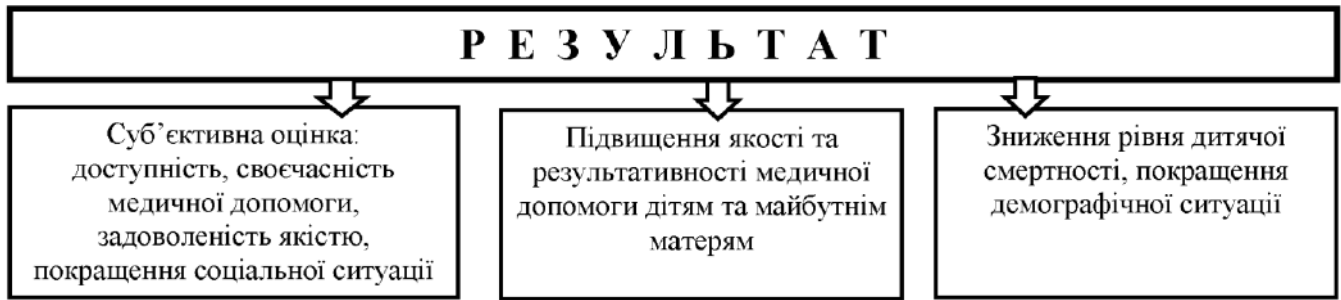 Р Е З У Л Ь Т А Т
Суб’єктивна оцінка:
доступність, своєчасність
медичної допомоги,
задоволеність якістю,
покращення соціальної ситуації
Підвищення якості та
результативності медичної
допомоги дітям та майбутнім
матерям
Зниження рівня дитячої
смертності, покращення
демографічної ситуації